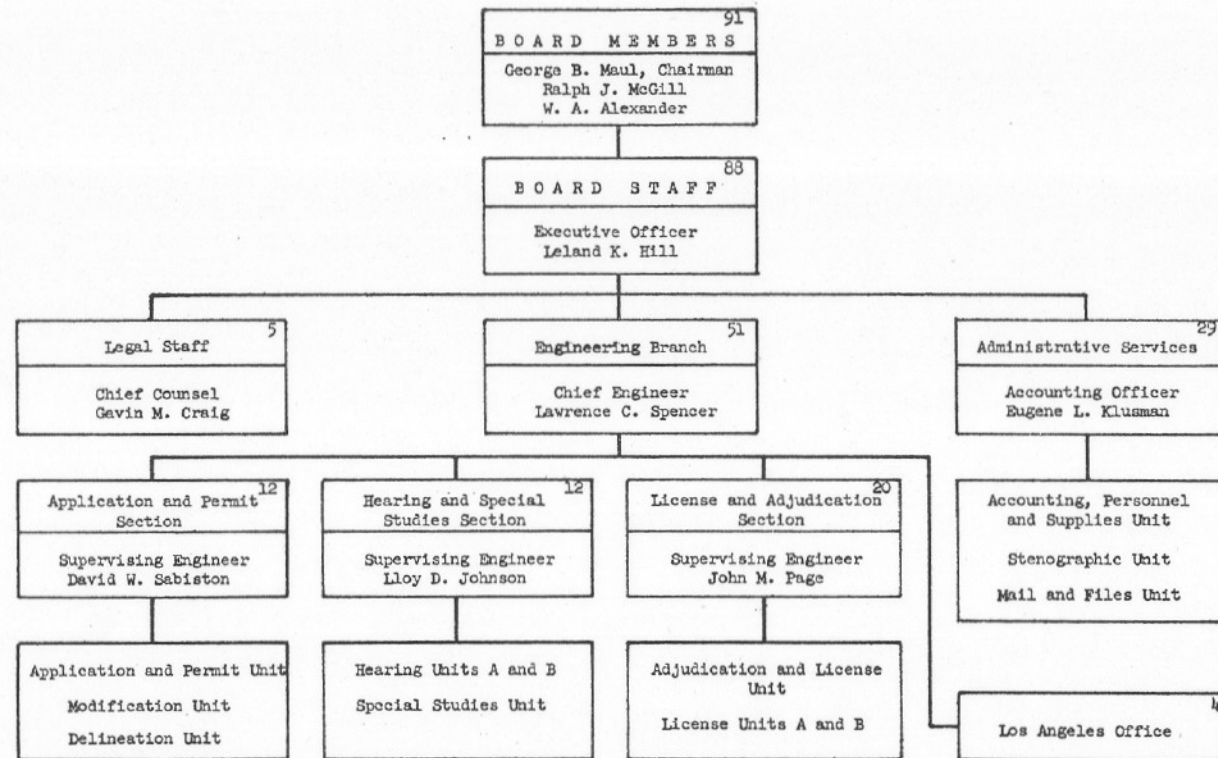 91
BOARD MEMBERS
George B. Maul, Chairman
Ralph J. McGill
W. A. Alexander
88
BOARD STAFF
Executive Officer
Leland K. Hill
5
Legal Staff
Chief Counsel
Gavin M. Craig
51
Engineering Branch
Chief Engineer
Lawrence C. Spencer
29
Administrative Services
Accounting Officer
Eugene L. Klusman
12
Application and Permit
Section
Supervising Engineer
David W. Sabiston
12
Hearing and Special
Studies Section
Supervising Engineer
Lloy D. Johnson
20
License and Adjudication
Section
Supervising Engineer
John M. Page
Accounting, Personnel
and Supplies Unit
Stenographic Unit
Mail and Files Unit
Application and Permit Unit
Modification Unit
Delineation Unit
Hearing Units A and B
Special Studies Unit
Adjudication and License
Unit
License Units A and B
4
Los Angeles Office